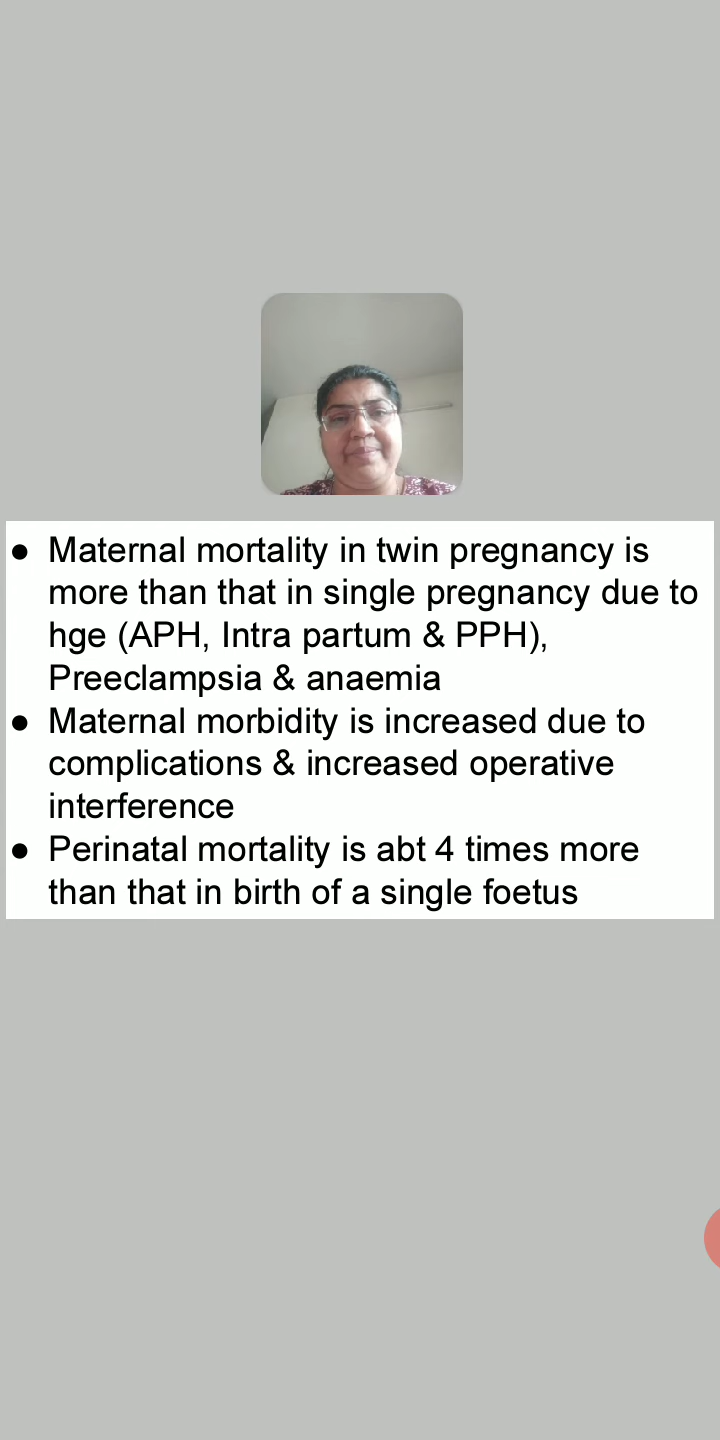 ● Maternal mortality in twin pregnancy is
more than that in single pregnancy due to
hge (APH, Intra partum & PPH),
Preeclampsia & anaemia
● Maternal morbidity is increased due to
complications & increased operative
interference
● Perinatal mortality is abt 4 times more
than that in birth of a single foetus